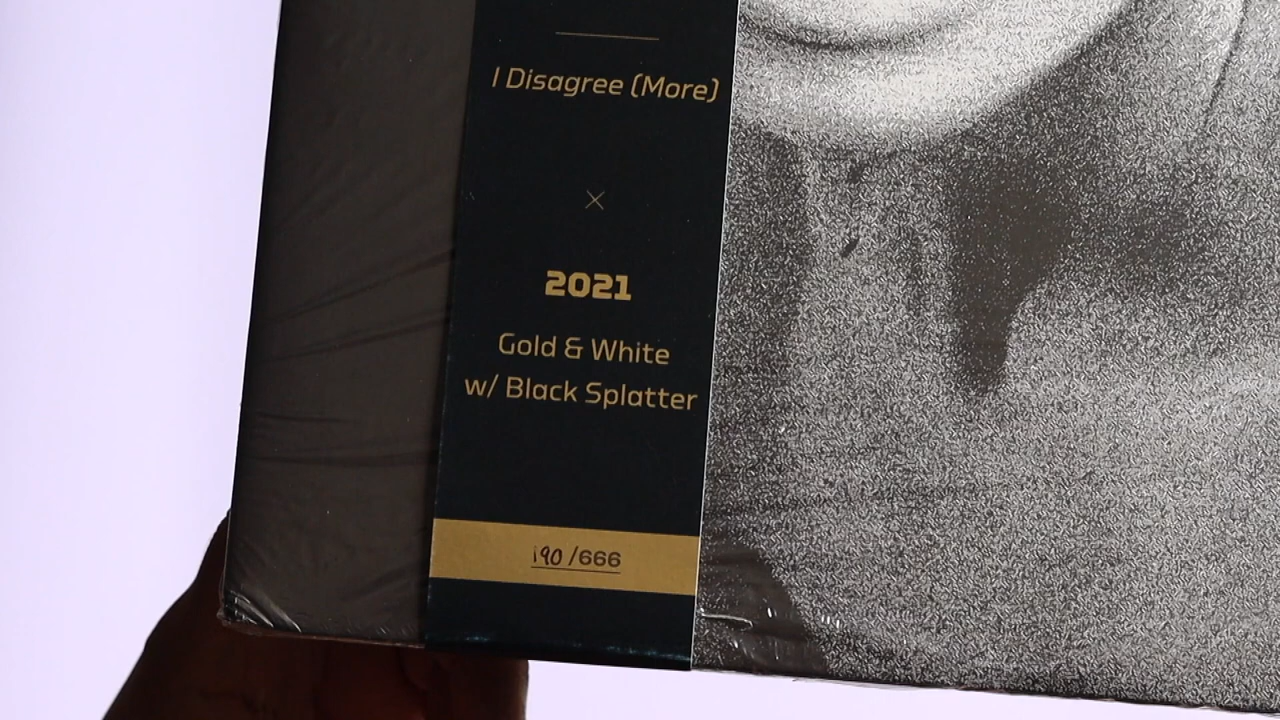 I Disagree (More)
2021
Gold & White
w/ Black Splatter
190 /666